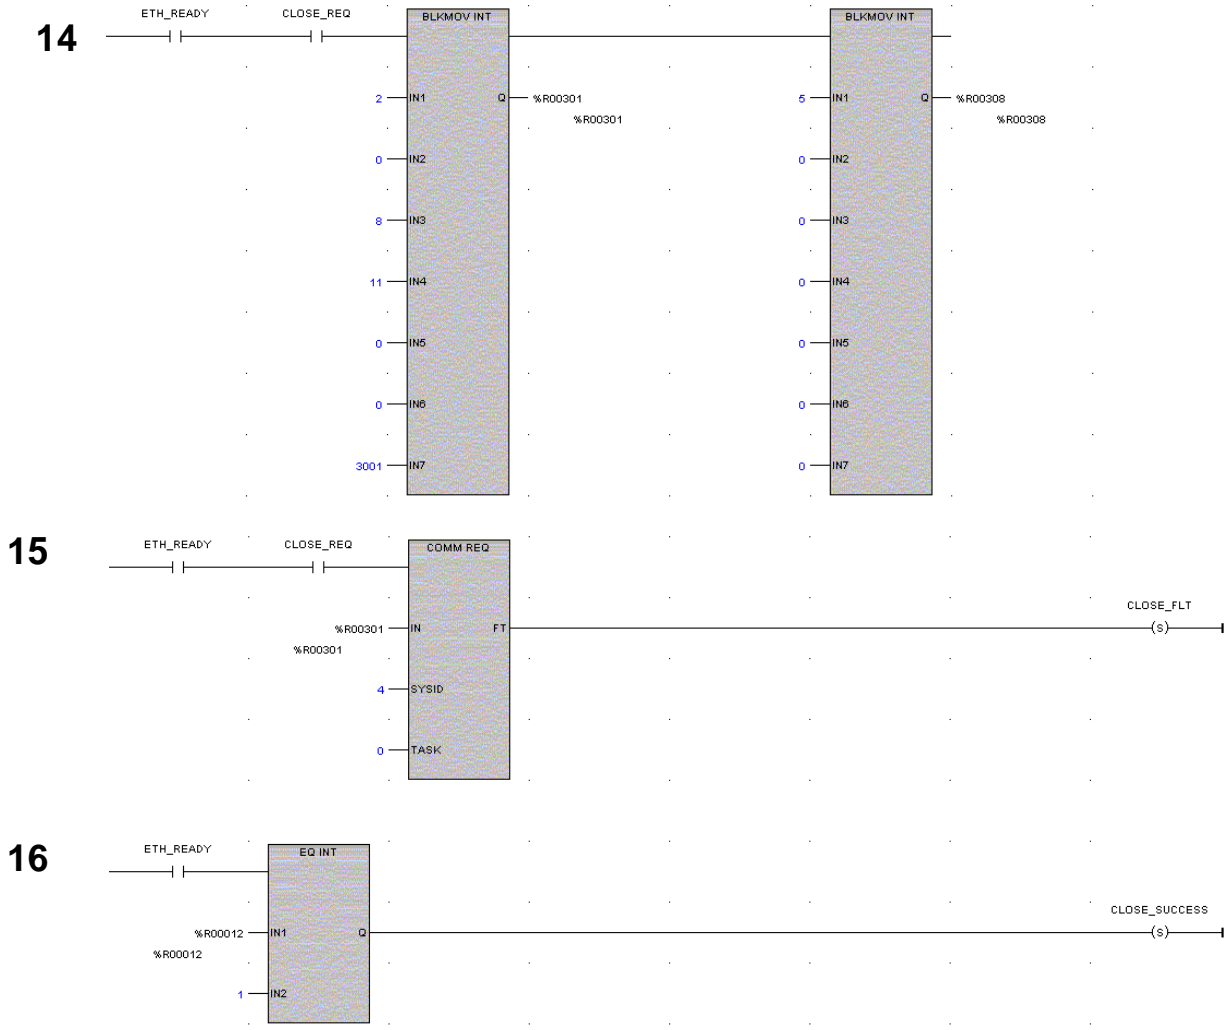 14
ETH_READY CLOSE_REQ BLKMOV INT BLKMOV INT
2 IN1 Q %R00301 5 IN1 Q %R00308
%R00301 %R00308
0 IN2 0 IN2
8 IN3 0 IN3
11 IN4 0 IN4
0 IN5 0 IN5
0 IN6 0 IN6
3001 IN7 0 IN7
15
ETH_READY CLOSE_REQ COMM REQ
CLOSE_FLT
%R00301 IN FT (S)
%R00301
4 SYSID
0 TASK
16
ETH_READY EQ INT
CLOSE_SUCCESS
%R00012 IN1 Q (S)
%R00012
1 IN2